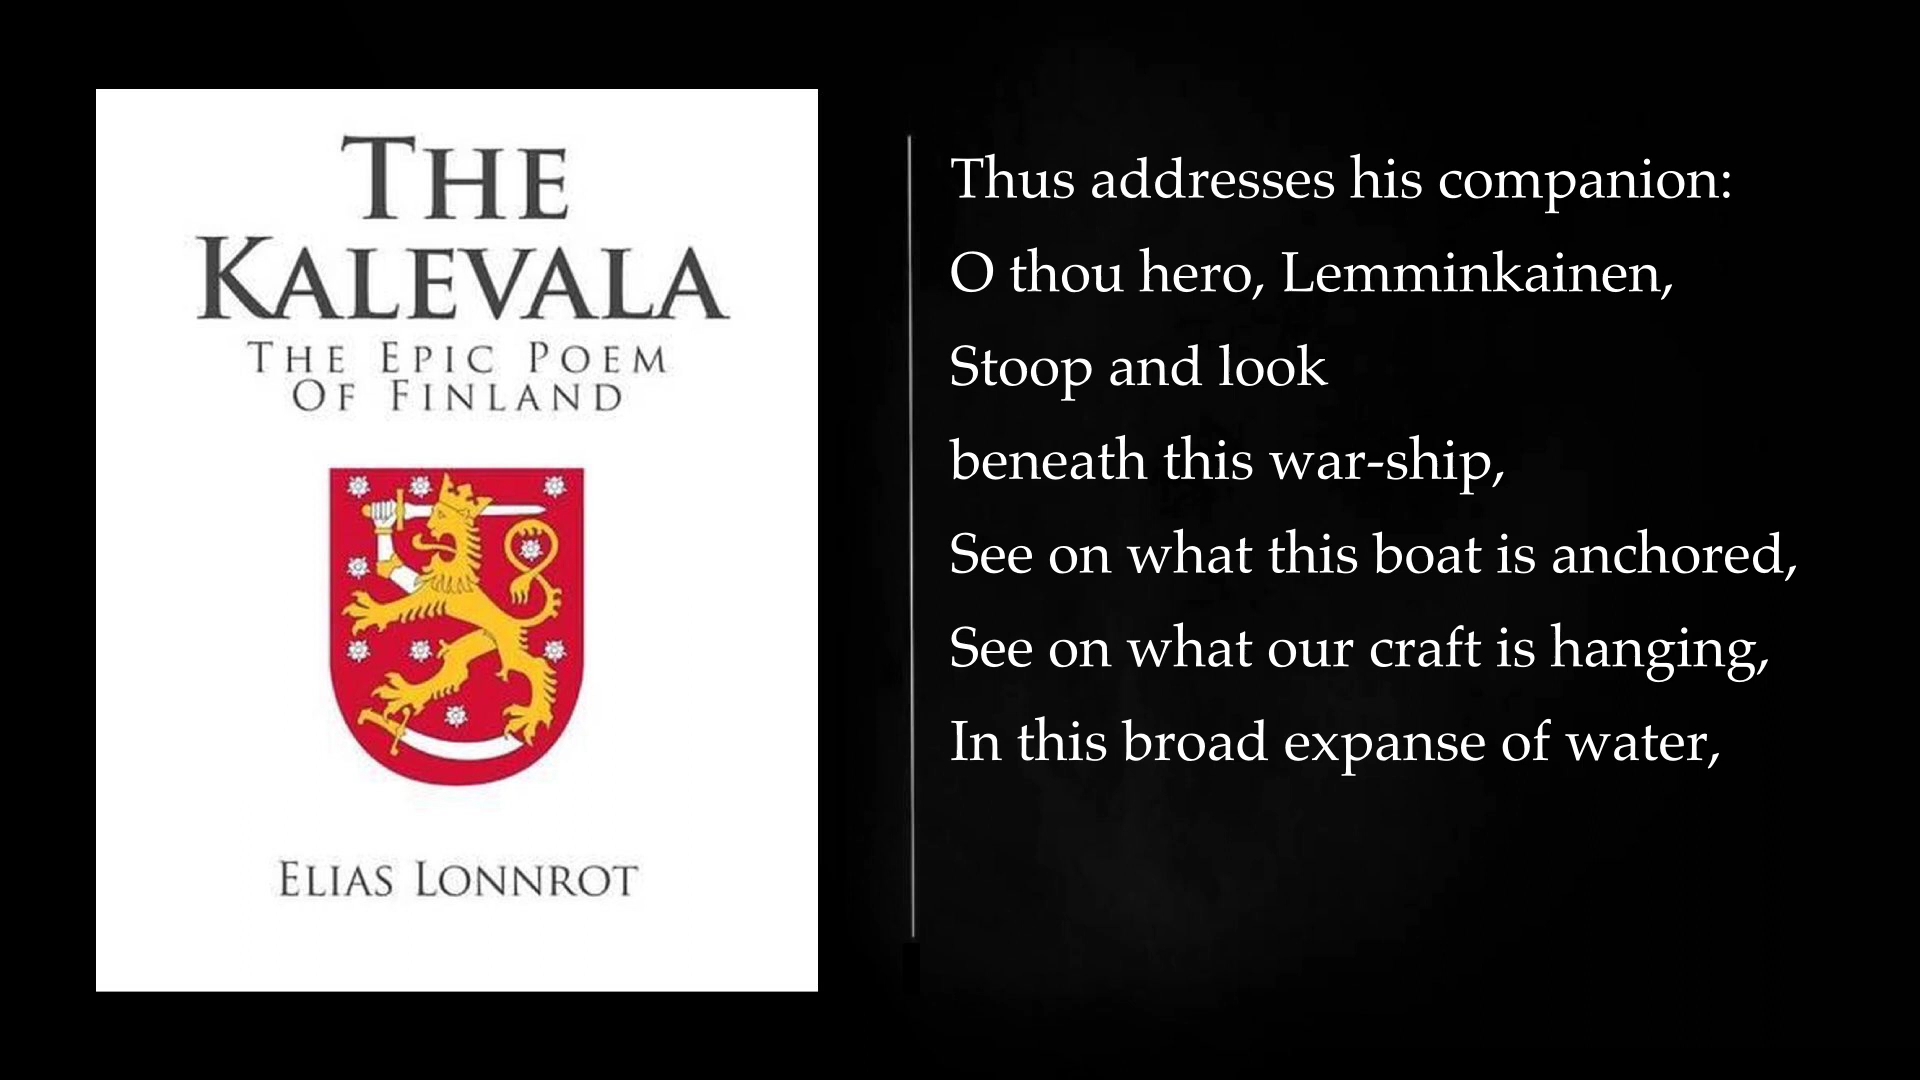 THE
KALEVALA
THE EPIC POEM
OF FINLAND
ELIAS LONNROT
Thus addresses his companion:
O thou hero, Lemminkainen,
Stoop and look
beneath this war-ship,
See on what this boat is anchored,
See on what our craft is hanging,
In this broad expanse of water,